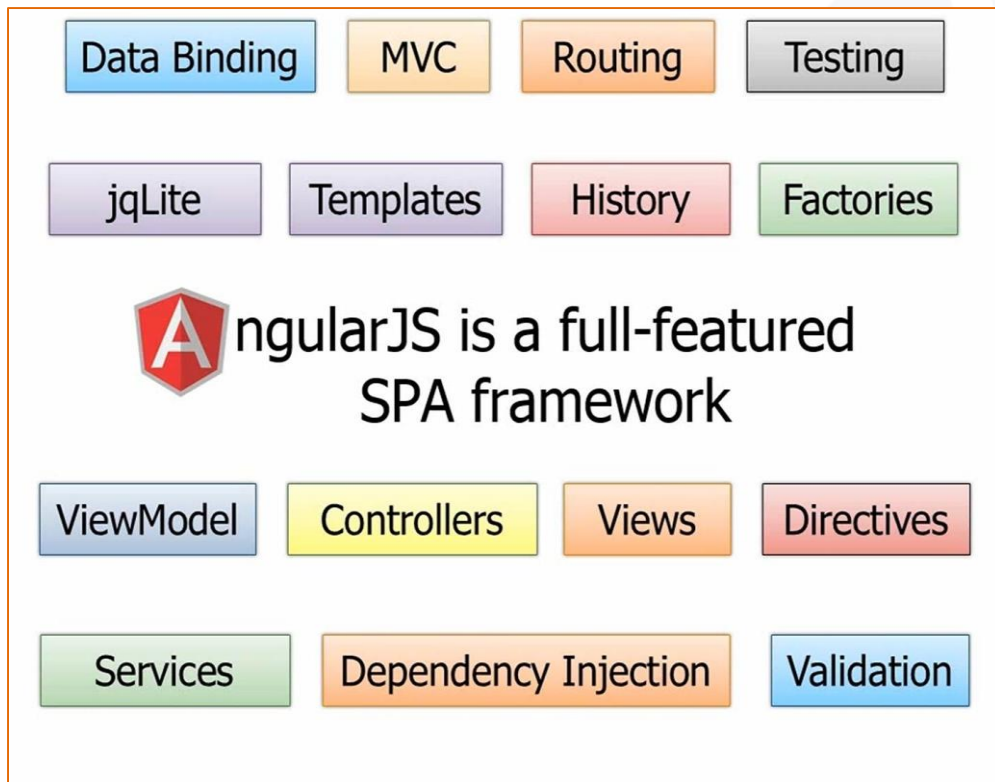 Data Binding MVC Routing Testing
jqLite Templates History Factories
AngularJS is a full-featured
SPA framework
ViewModel Controllers Views Directives
Services Dependency Injection Validation